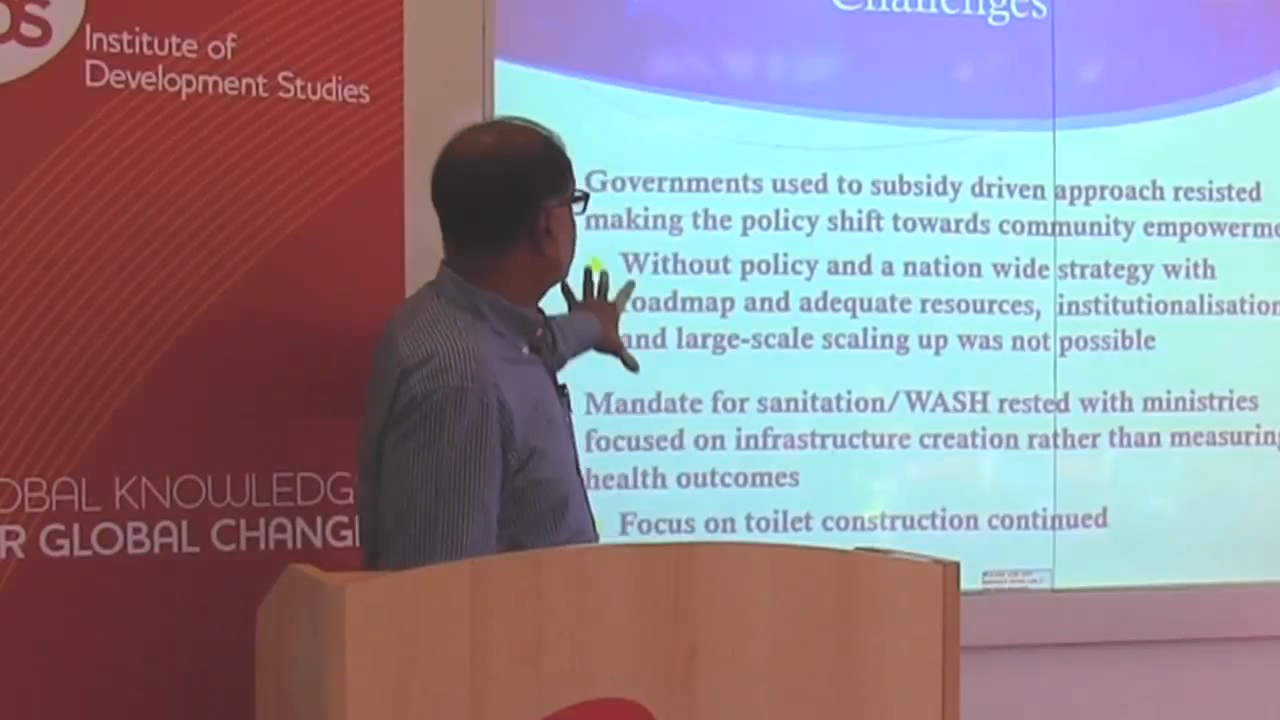 Institute of
Development Studies
Challenges
Governments used to subsidy driven approach resisted
making the policy shift towards community empowerme
Without policy and a nation wide strategy with
oadmap and adequate resources, institutionalisation
and large-scale scaling up was not possible
Mandate for sanitation/WASH rested with ministries
focused on infrastructure creation rather than measuring
health outcomes
Focus on toilet construction continued
OBAL KNOWLEDG
R GLOBAL CHANG